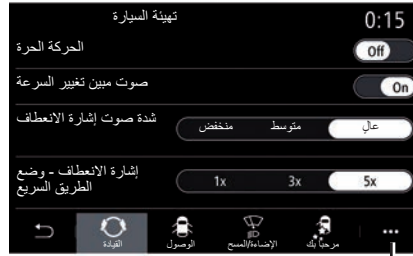 تهيئة السيارة
0:15
الحركة الحرة
Off
صوت مبين تغيير السرعة
On
شدة صوت إشارة الانعطاف
عالٍ متوسط منخفض
إشارة الانعطاف - وضع
الطريق السريع
1x 3x 5x
القيادة الوصول الإضاءة/المسح مرحبًا بك